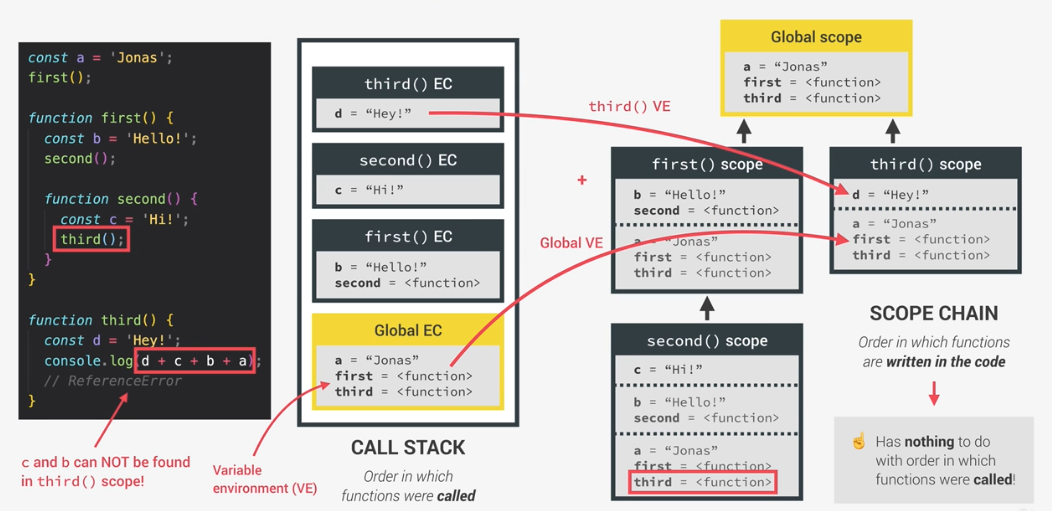 const a = 'Jonas';
first();
function first() {
const b = 'Hello!';
second();
function second() {
const c = 'Hi!';
third();
}
}
function third() {
const d = 'Hey!';
console.log(d + c + b + a);
// ReferenceError
}
c and b can NOT be found
in third() scope!
third() EC
d = “Hey!”
second() EC
c = “Hi!”
first() EC
b = “Hello!”
second = <function>
Global EC
a = “Jonas”
first = <function>
third = <function>
Variable
environment (VE)
CALL STACK
Order in which
functions were called
third() VE
+
Global VE
Global scope
a = “Jonas”
first = <function>
third = <function>
first() scope
b = “Hello!”
second = <function>
a = “Jonas”
first = <function>
third = <function>
third() scope
d = “Hey!”
a = “Jonas”
first = <function>
third = <function>
second() scope
c = “Hi!”
b = “Hello!”
second = <function>
a = “Jonas”
first = <function>
third = <function>
SCOPE CHAIN
Order in which functions
are written in the code
☝ Has nothing to do
with order in which
functions were called!